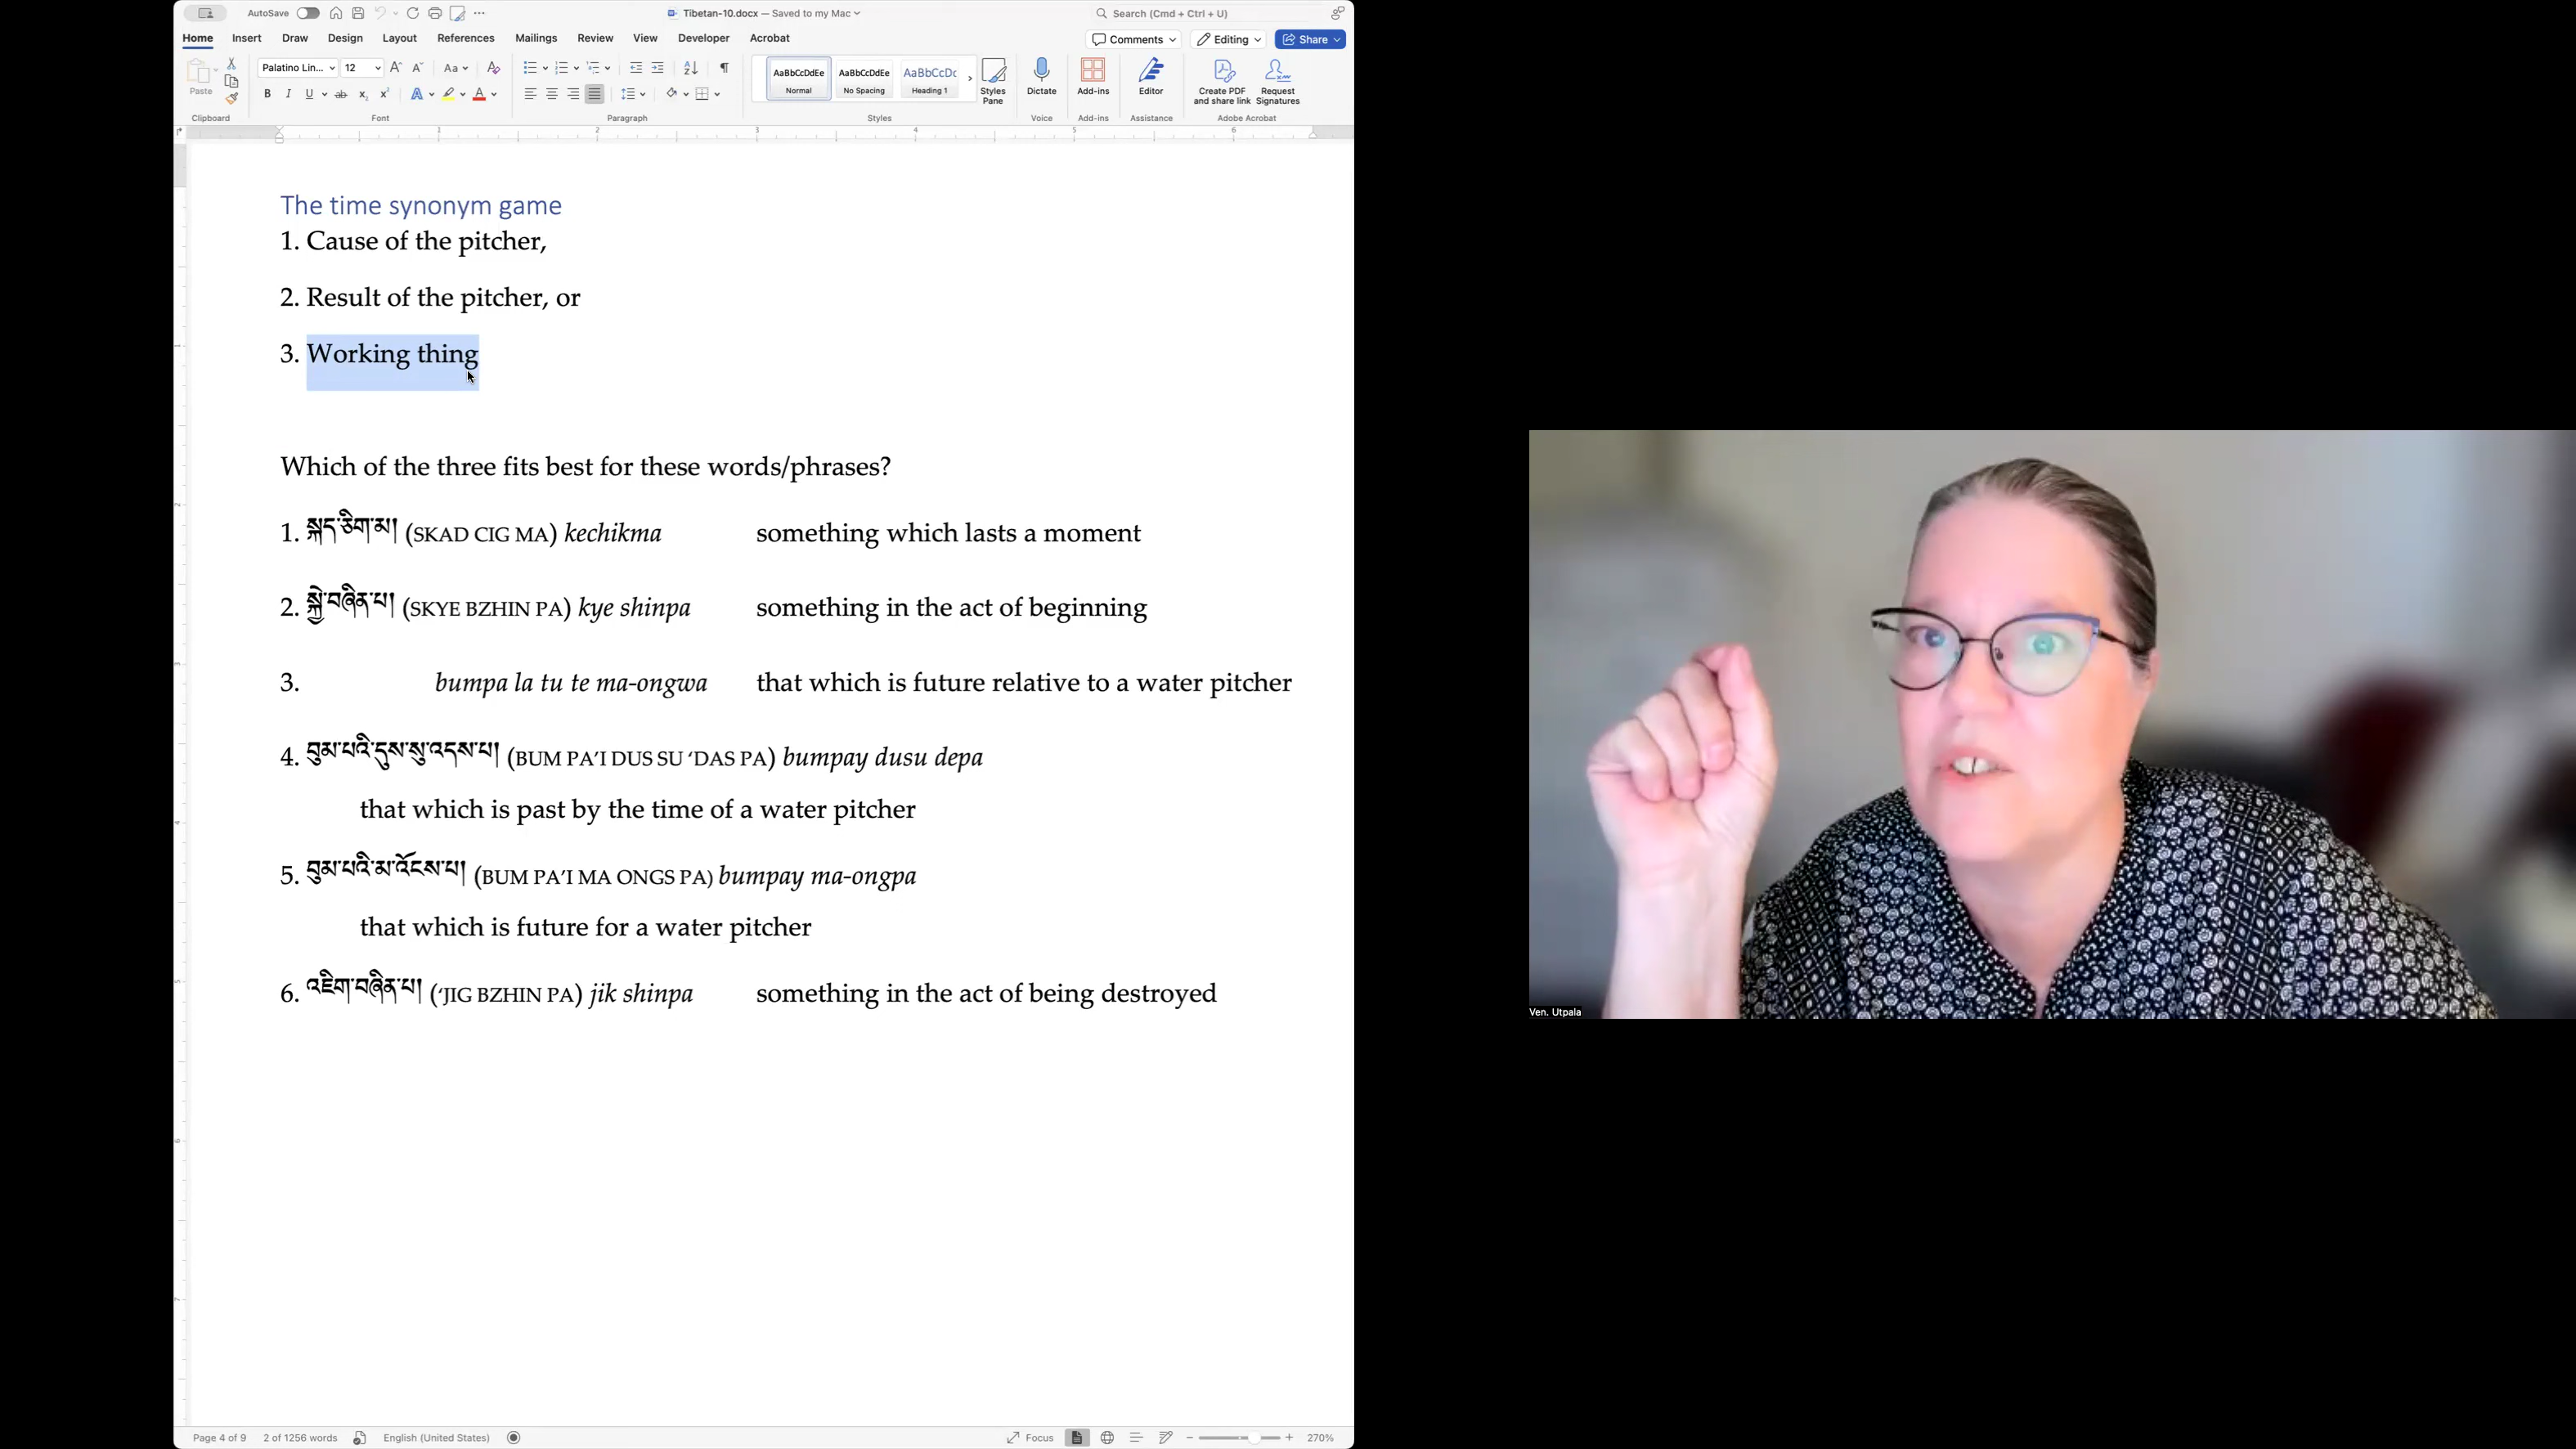 AutoSave
Tibetan-10.docx — Saved to my Mac
Search (Cmd + Ctrl + U)
Home Insert Draw Design Layout References Mailings Review View Developer Acrobat
Comments Editing Share
Paste
Palatino Lin... 12
Aa
AaBbCcDdEe AaBbCcDdEe AaBbCcDc
Normal No Spacing Heading 1
Styles Pane
Dictate
Add-ins
Editor
Create PDF and share link
Request Signatures
Clipboard Font Paragraph Styles Voice Add-ins Assistance Adobe Acrobat
1 2 3 4 5 6
The time synonym game
1. Cause of the pitcher,
2. Result of the pitcher, or
3. Working thing
Which of the three fits best for these words/phrases?
1. སྐད་ཅིག་མ། (SKAD CIG MA) kechikma something which lasts a moment
2. སྐྱེ་བཞིན་པ། (SKYE BZHIN PA) kye shinpa something in the act of beginning
3. bumpa la tu te ma-ongwa that which is future relative to a water pitcher
4. བུམ་པའི་དུས་སུ་འདས་པ། (BUM PA’I DUS SU ‘DAS PA) bumpay dusu depa
that which is past by the time of a water pitcher
5. བུམ་པའི་མ་འོངས་པ། (BUM PA’I MA ONGS PA) bumpay ma-ongpa
that which is future for a water pitcher
6. འཇིག་བཞིན་པ། (‘JIG BZHIN PA) jik shinpa something in the act of being destroyed
Ven. Utpala
Page 4 of 9 2 of 1256 words English (United States) Focus 270%